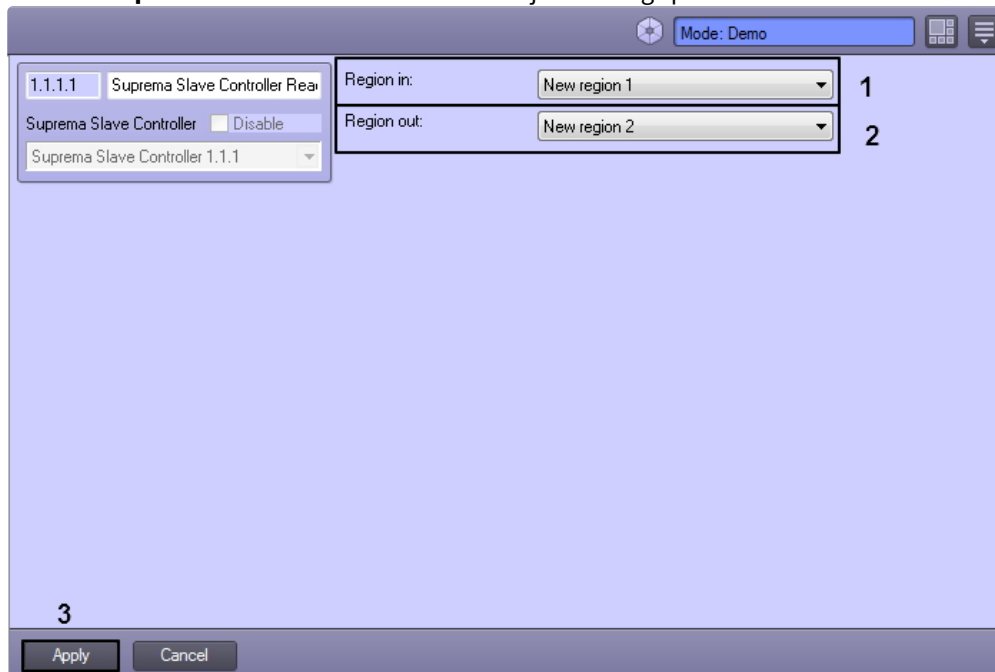 Mode: Demo
1.1.1.1 Suprema Slave Controller Rea
Region in: New region 1 1
Suprema Slave Controller Disable
Region out: New region 2 2
Suprema Slave Controller 1.1.1
3
Apply Cancel